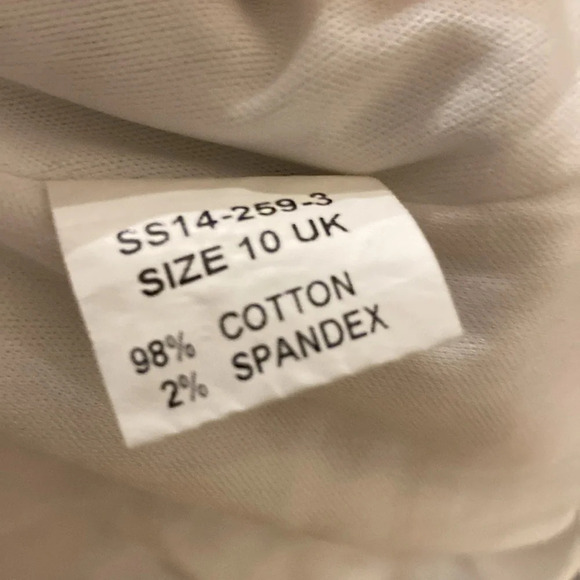 SS14-259-3
SIZE 10 UK
98% COTTON
2% SPANDEX